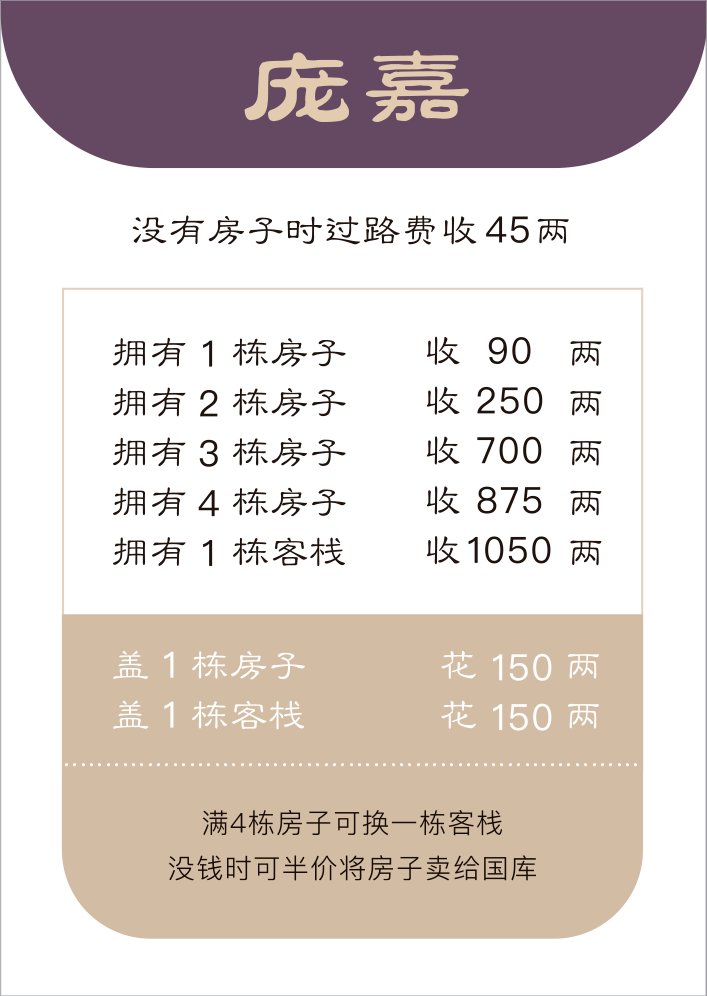 庞嘉
没有房子时过路费收45两
拥有 1 栋房子 收 90 两
拥有 2 栋房子 收 250 两
拥有 3 栋房子 收 700 两
拥有 4 栋房子 收 875 两
拥有 1 栋客栈 收 1050 两
盖 1 栋房子 花 150 两
盖 1 栋客栈 花 150 两
满4栋房子可换一栋客栈
没钱时可半价将房子卖给国库